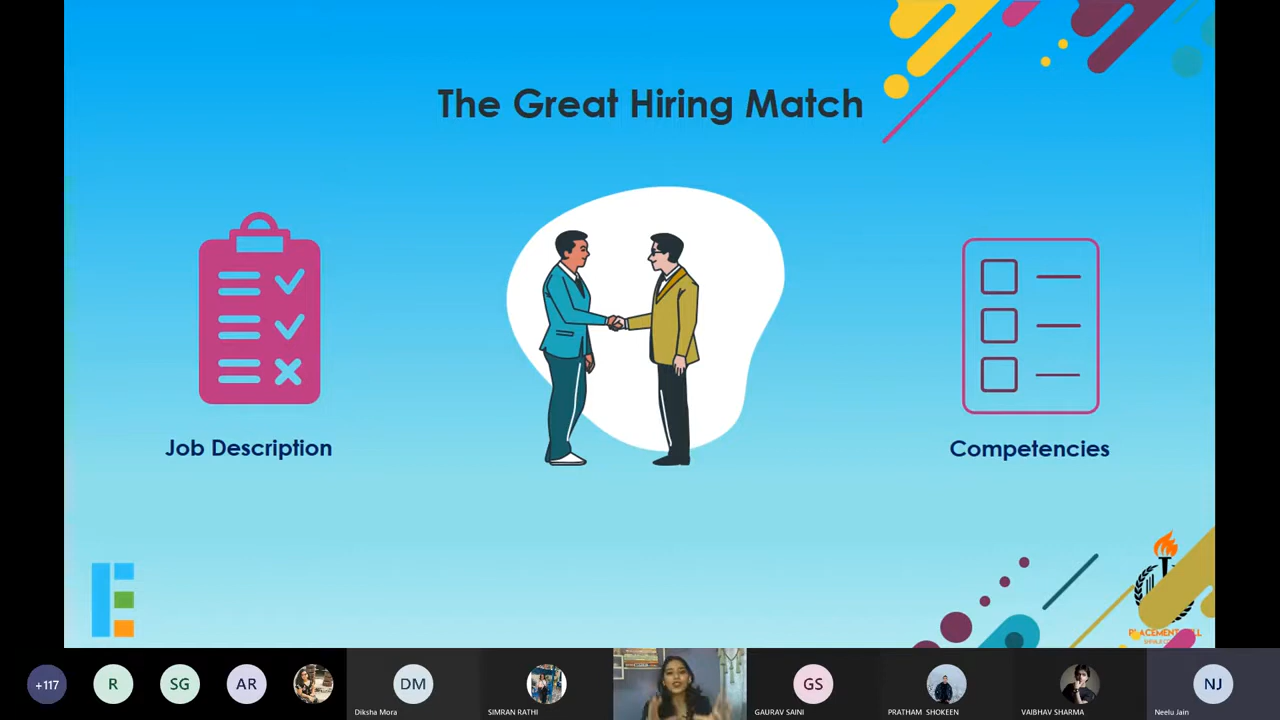 The Great Hiring Match
Job Description
Competencies
+117
R
SG
AR
DM
Diksha Mora
SIMRAN RATHI
GS
GAURAV SAINI
PRATHAM SHOKEEN
VAIBHAV SHARMA
NJ
Neelu Jain